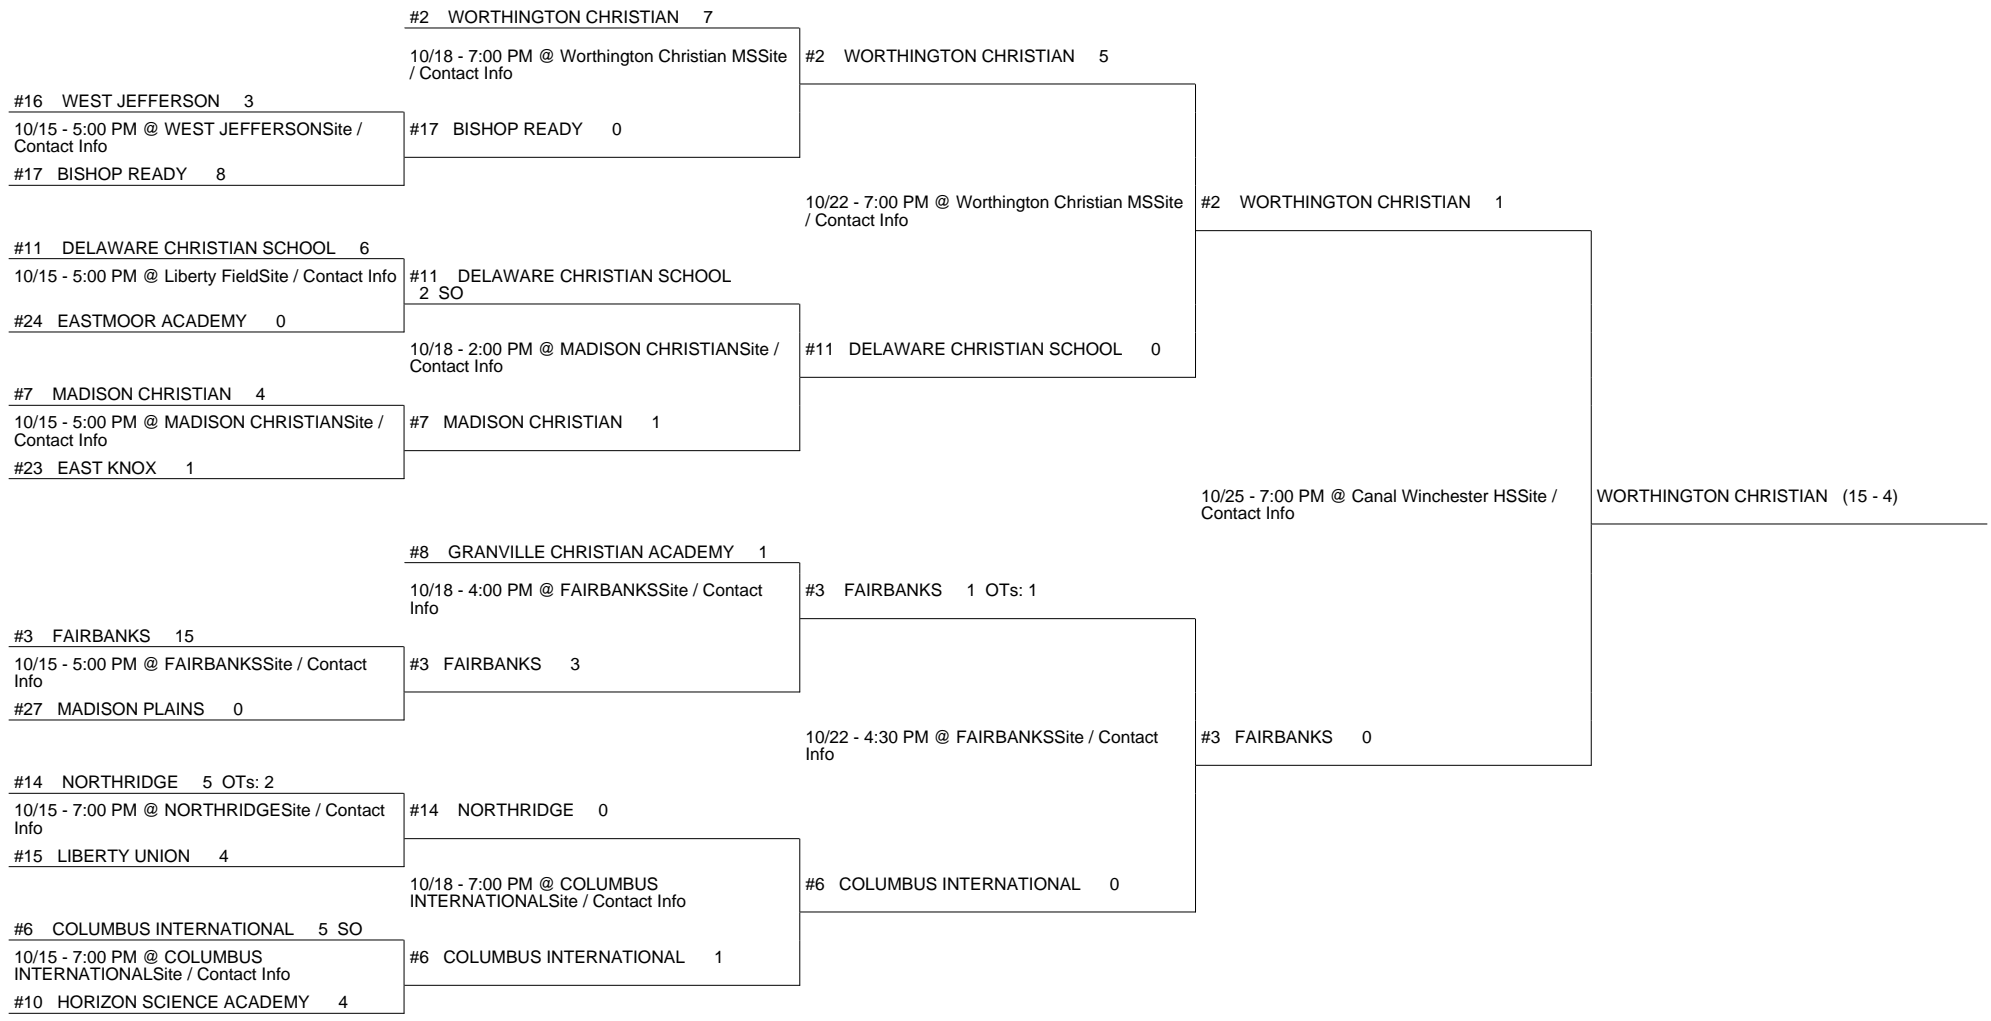 #2 WORTHINGTON CHRISTIAN 7
10/18 - 7:00 PM @ Worthington Christian MSSite
/ Contact Info
#2 WORTHINGTON CHRISTIAN 5
#16 WEST JEFFERSON 3
10/15 - 5:00 PM @ WEST JEFFERSONSite /
Contact Info
#17 BISHOP READY 0
#17 BISHOP READY 8
10/22 - 7:00 PM @ Worthington Christian MSSite
/ Contact Info
#2 WORTHINGTON CHRISTIAN 1
#11 DELAWARE CHRISTIAN SCHOOL 6
10/15 - 5:00 PM @ Liberty FieldSite / Contact Info
#11 DELAWARE CHRISTIAN SCHOOL
2 SO
#24 EASTMOOR ACADEMY 0
10/18 - 2:00 PM @ MADISON CHRISTIANSite /
Contact Info
#11 DELAWARE CHRISTIAN SCHOOL 0
#7 MADISON CHRISTIAN 4
10/15 - 5:00 PM @ MADISON CHRISTIANSite /
Contact Info
#7 MADISON CHRISTIAN 1
#23 EAST KNOX 1
10/25 - 7:00 PM @ Canal Winchester HSSite /
Contact Info
WORTHINGTON CHRISTIAN (15 - 4)
#8 GRANVILLE CHRISTIAN ACADEMY 1
10/18 - 4:00 PM @ FAIRBANKSSite / Contact
Info
#3 FAIRBANKS 1 OTs: 1
#3 FAIRBANKS 15
10/15 - 5:00 PM @ FAIRBANKSSite / Contact
Info
#3 FAIRBANKS 3
#27 MADISON PLAINS 0
10/22 - 4:30 PM @ FAIRBANKSSite / Contact
Info
#3 FAIRBANKS 0
#14 NORTHRIDGE 5 OTs: 2
10/15 - 7:00 PM @ NORTHRIDGESite / Contact
Info
#14 NORTHRIDGE 0
#15 LIBERTY UNION 4
10/18 - 7:00 PM @ COLUMBUS
INTERNATIONALSite / Contact Info
#6 COLUMBUS INTERNATIONAL 0
#6 COLUMBUS INTERNATIONAL 5 SO
10/15 - 7:00 PM @ COLUMBUS
INTERNATIONALSite / Contact Info
#6 COLUMBUS INTERNATIONAL 1
#10 HORIZON SCIENCE ACADEMY 4